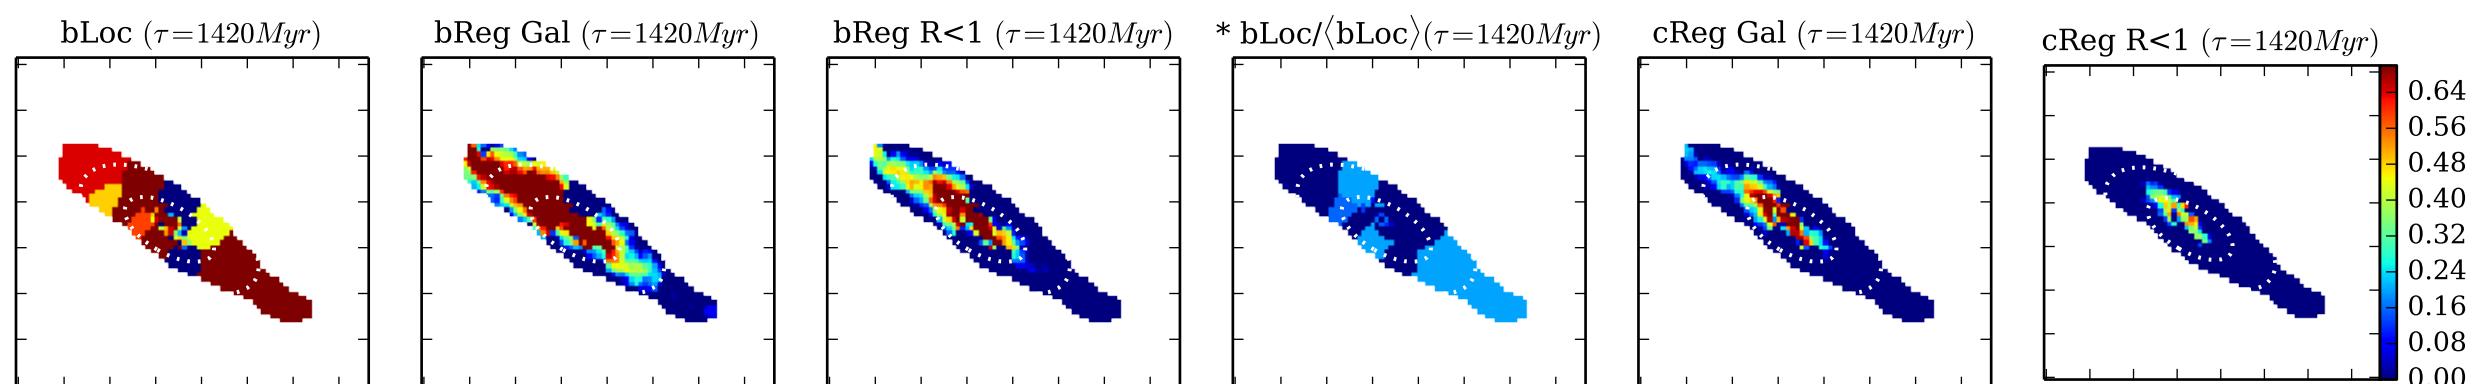 bLoc (τ=1420Myr)
bReg Gal (τ=1420Myr)
bReg R<1 (τ=1420Myr)
* bLoc/⟨bLoc⟩(τ=1420Myr)
cReg Gal (τ=1420Myr)
cReg R<1 (τ=1420Myr)
0.64
0.56
0.48
0.40
0.32
0.24
0.16
0.08
0.00